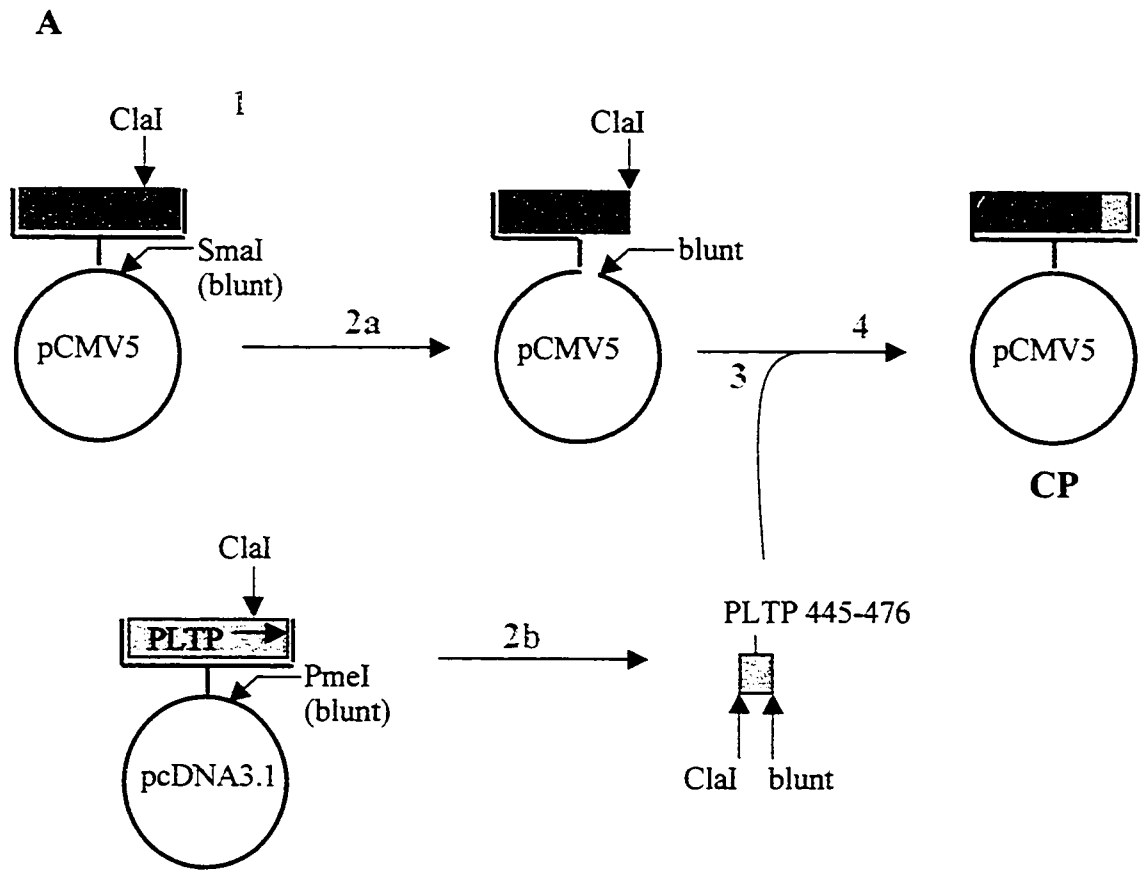 A
1
ClaI
ClaI
SmaI
(blunt)
blunt
pCMV5
2a
pCMV5
3
4
pCMV5
CP
ClaI
PLTP
PmeI
(blunt)
2b
PLTP 445-476
pcDNA3.1
ClaI
blunt